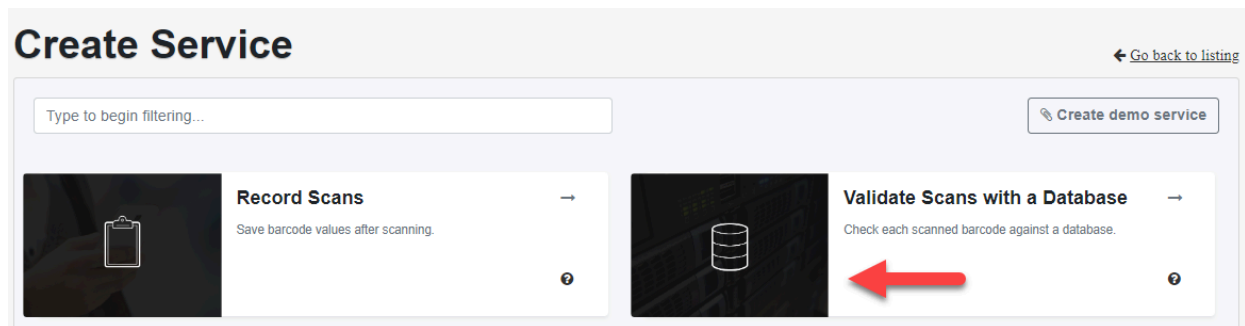 Create Service
Go back to listing
Type to begin filtering...
Create demo service
Record Scans
Save barcode values after scanning.
Validate Scans with a Database
Check each scanned barcode against a database.